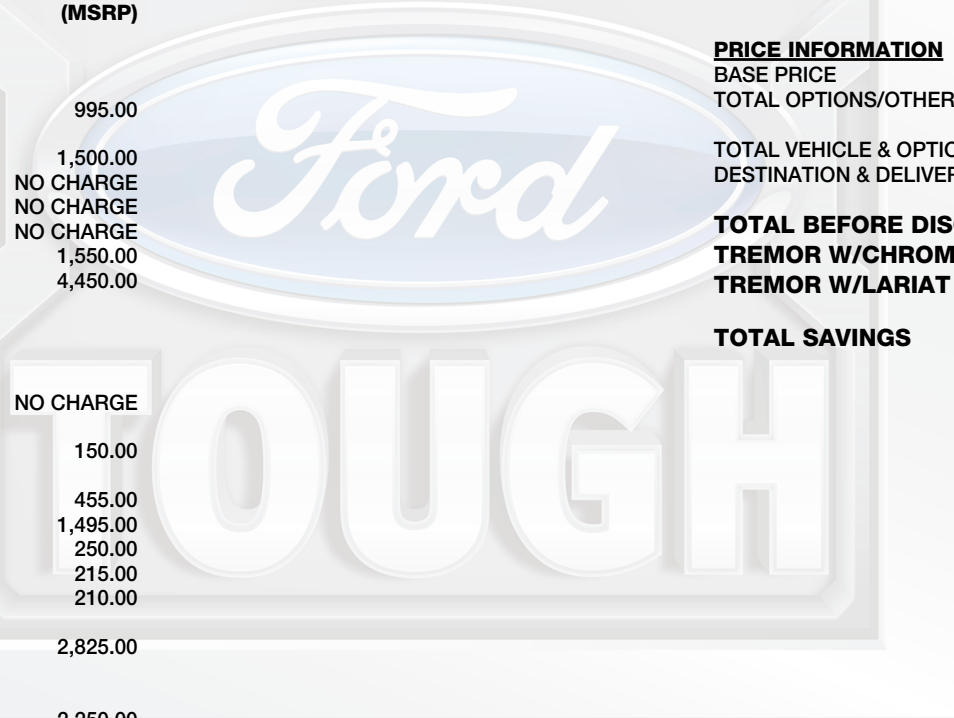 (MSRP)
995.00
1,500.00
NO CHARGE
NO CHARGE
NO CHARGE
1,550.00
4,450.00
NO CHARGE
150.00
455.00
1,495.00
250.00
215.00
210.00
2,825.00
PRICE INFORMATION
BASE PRICE
TOTAL OPTIONS/OTHER
TOTAL VEHICLE & OPTIO
DESTINATION & DELIVER
TOTAL BEFORE DIS
TREMOR W/CHROM
TREMOR W/LARIAT
TOTAL SAVINGS
Ford
TOUGH